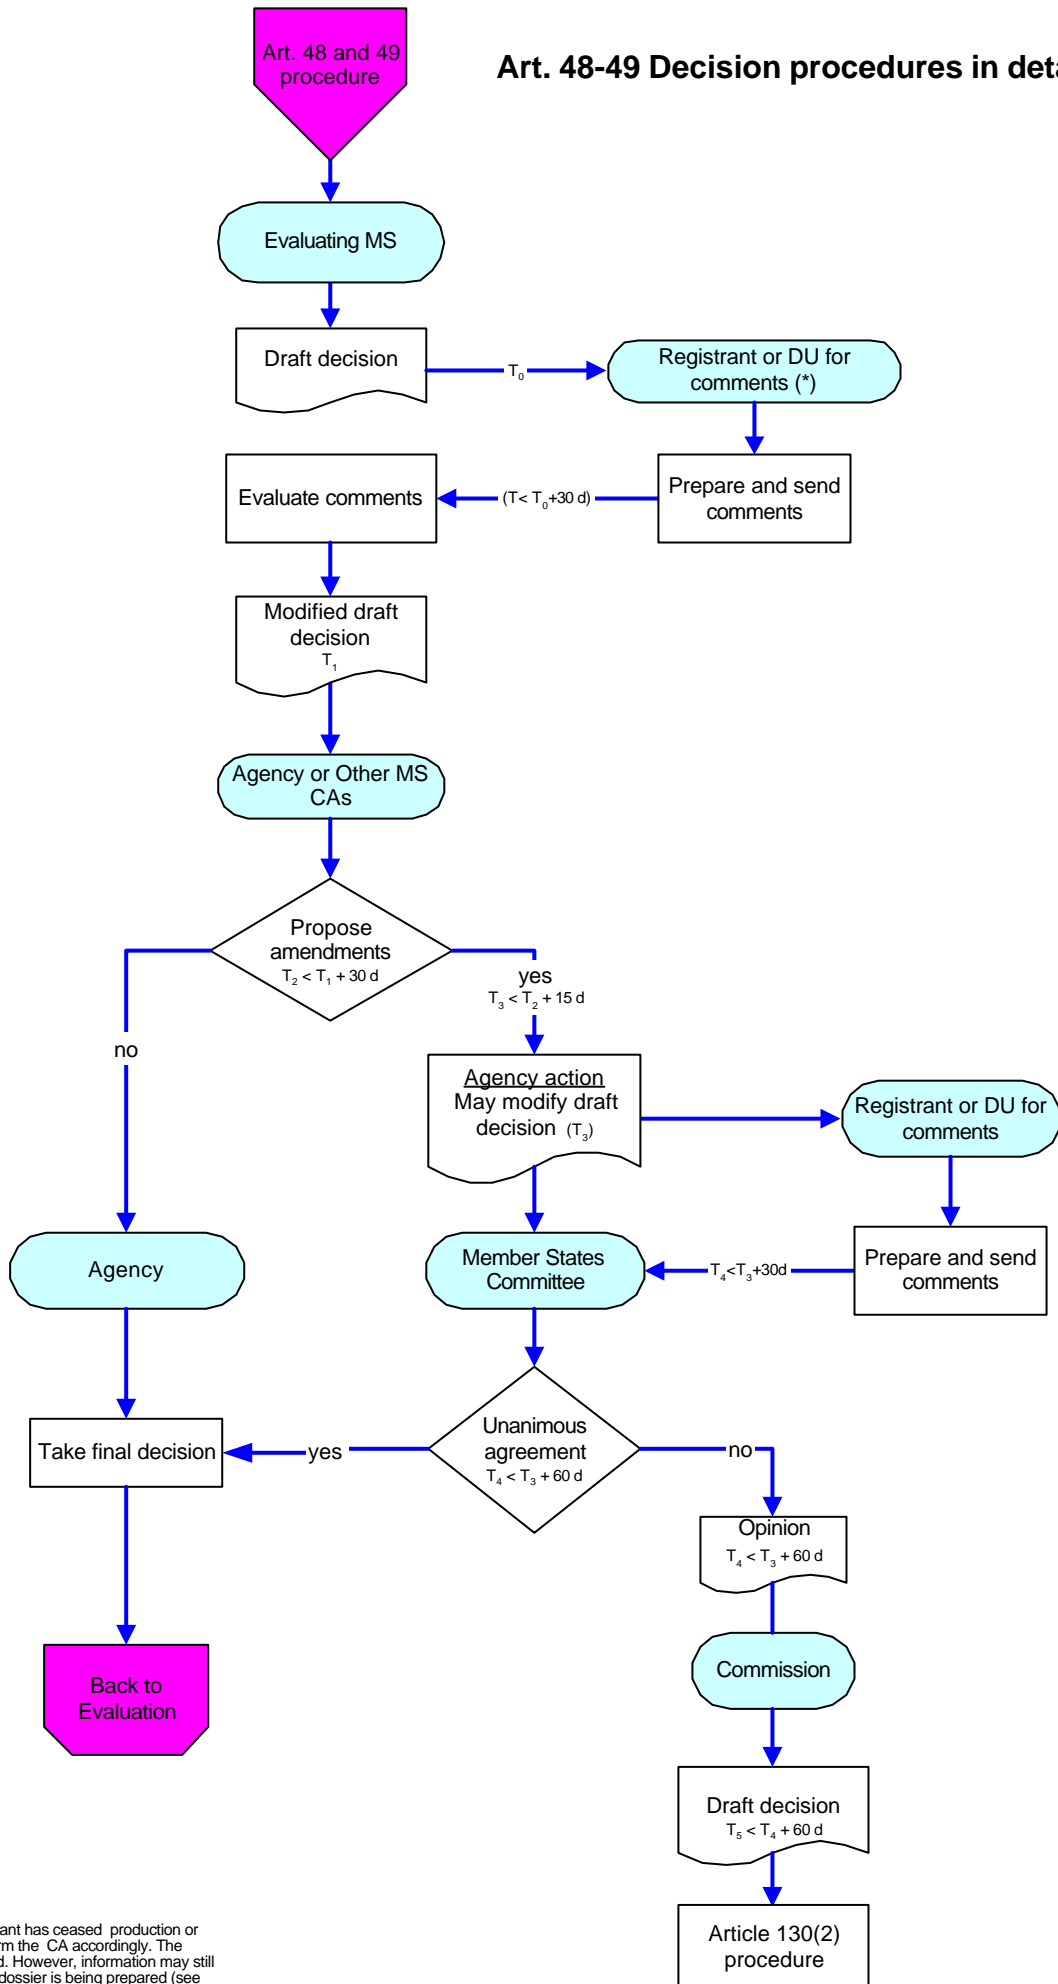 Art. 48 and 49
procedure
Art. 48-49 Decision procedures in
Evaluating MS
Draft decision
T0
Registrant or DU for
comments (*)
Evaluate comments
(T< T0+30 d)
Prepare and send
comments
Modified draft
decision
T1
Agency or Other MS
CAs
Propose
amendments
T2 < T1 + 30 d
yes
T3 < T2 + 15 d
no
Agency action
May modify draft
decision (T3)
Registrant or DU for
comments
Agency
Member States
Committee
T4<T3+30d
Prepare and send
comments
Take final decision
yes
Unanimous
agreement
T4 < T3 + 60 d
no
Opinion
T4 < T3 + 60 d
Back to
Evaluation
Commission
Draft decision
T5 < T4 + 60 d
Article 130(2)
procedure
has ceased production or
the CA accordingly. The
However, information may still
dossier is being prepared (see